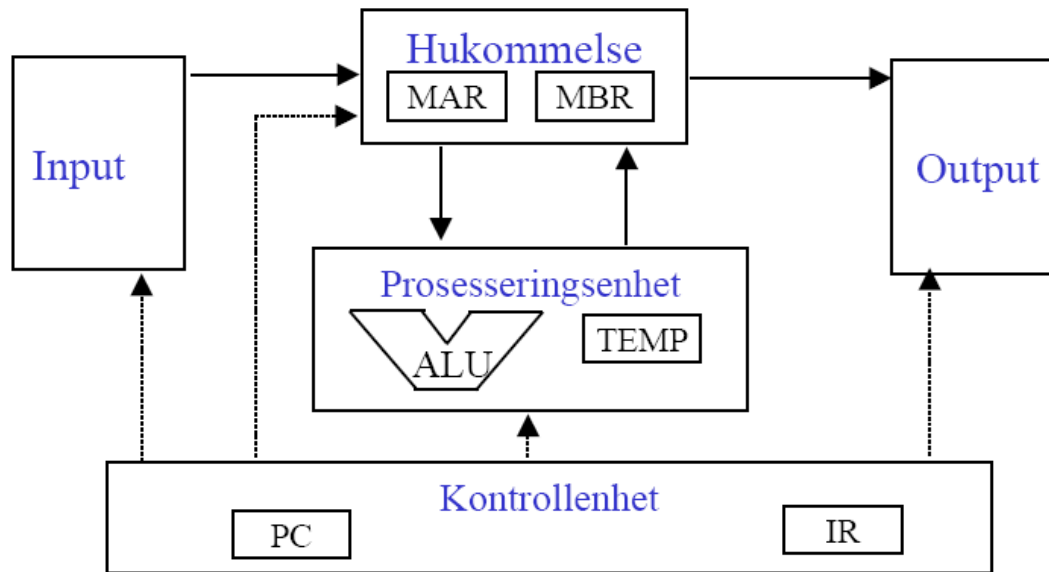 Hukommelse
MAR MBR
Input
Output
Prosesseringsenhet
ALU TEMP
Kontrollenhet
PC IR